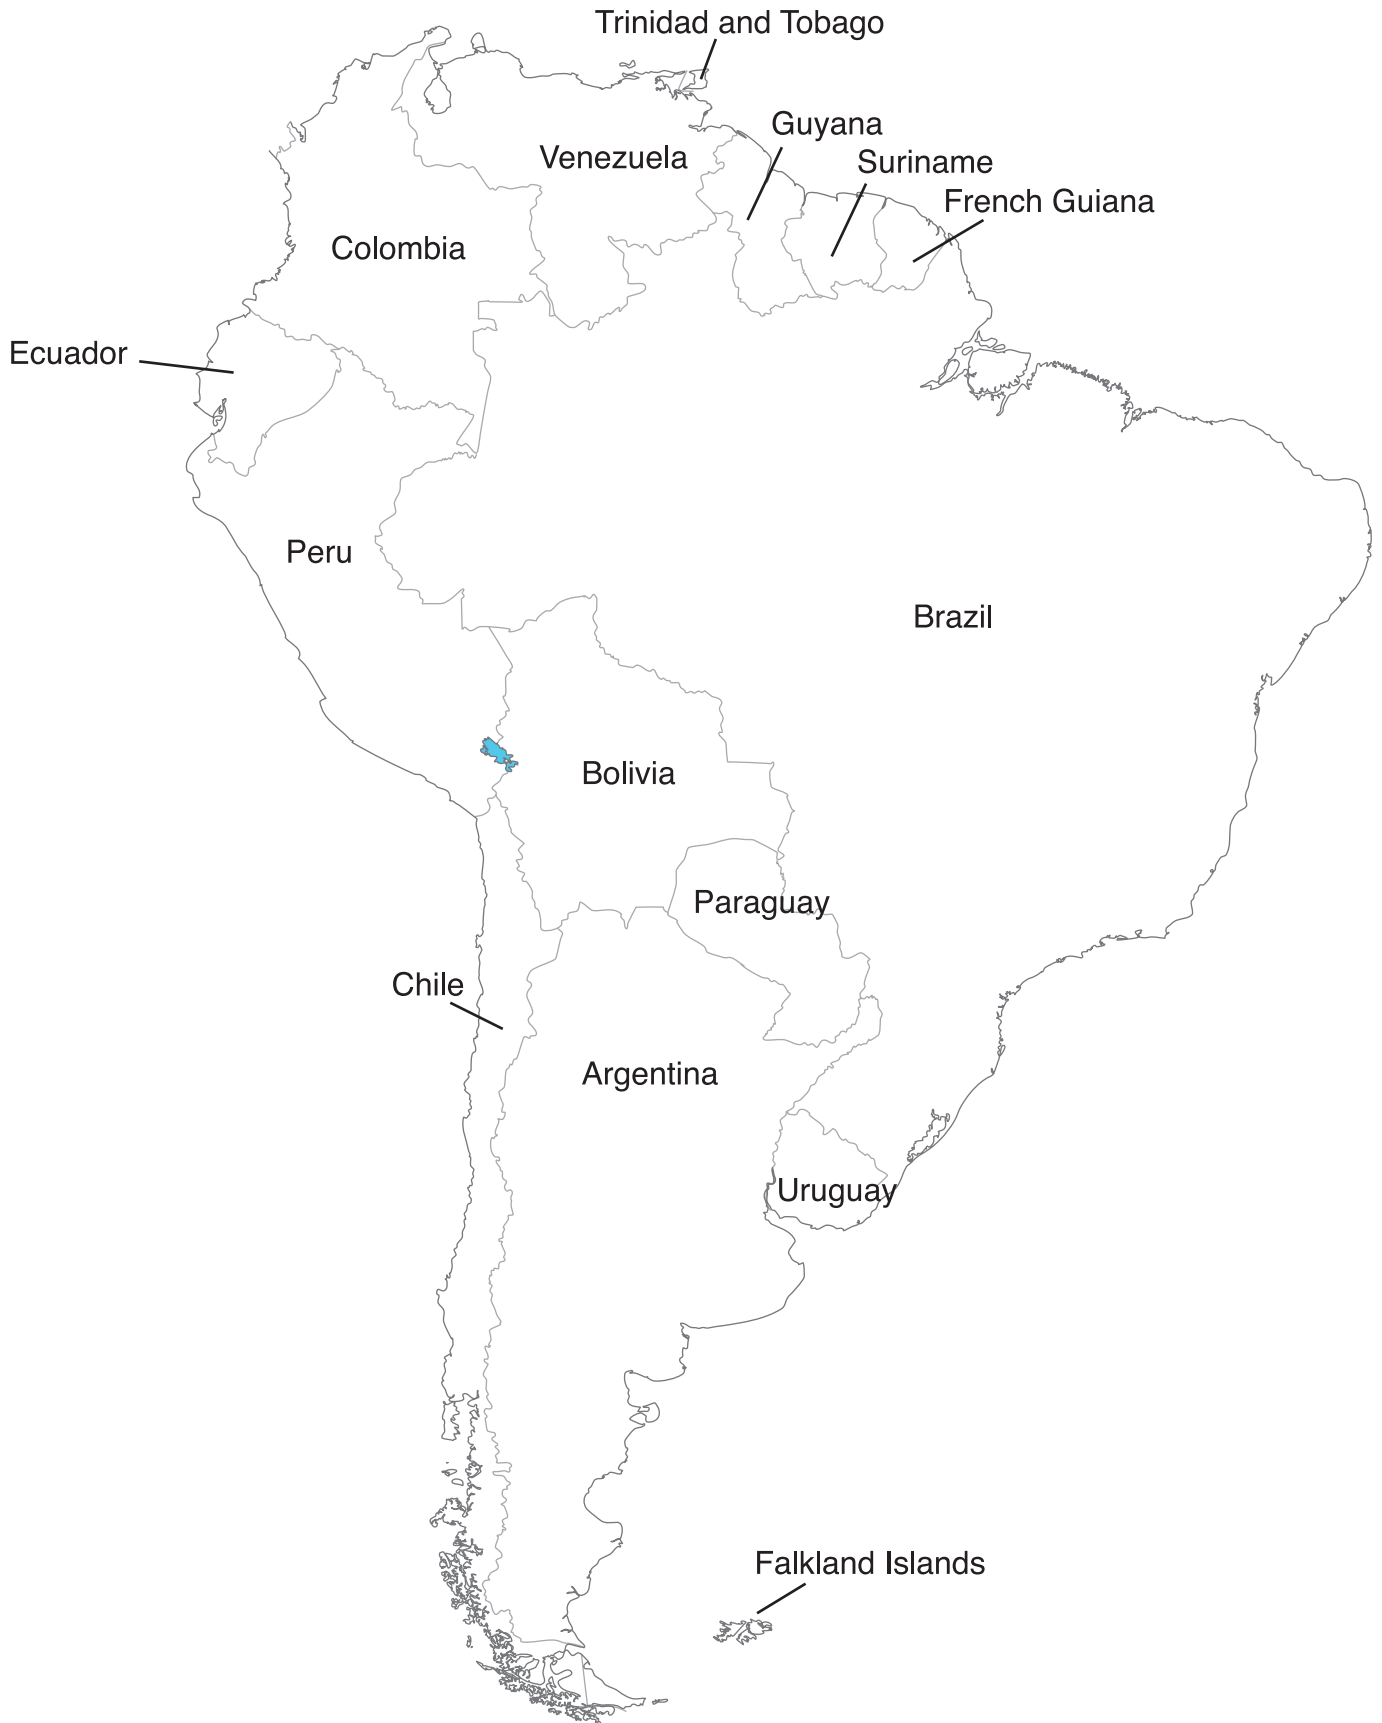 Trinidad and Tobago
Guyana
Venezuela
Suriname
French Guiana
Colombia
Ecuador
Peru
Brazil
Bolivia
Paraguay
Chile
Argentina
Uruguay
Falkland Islands